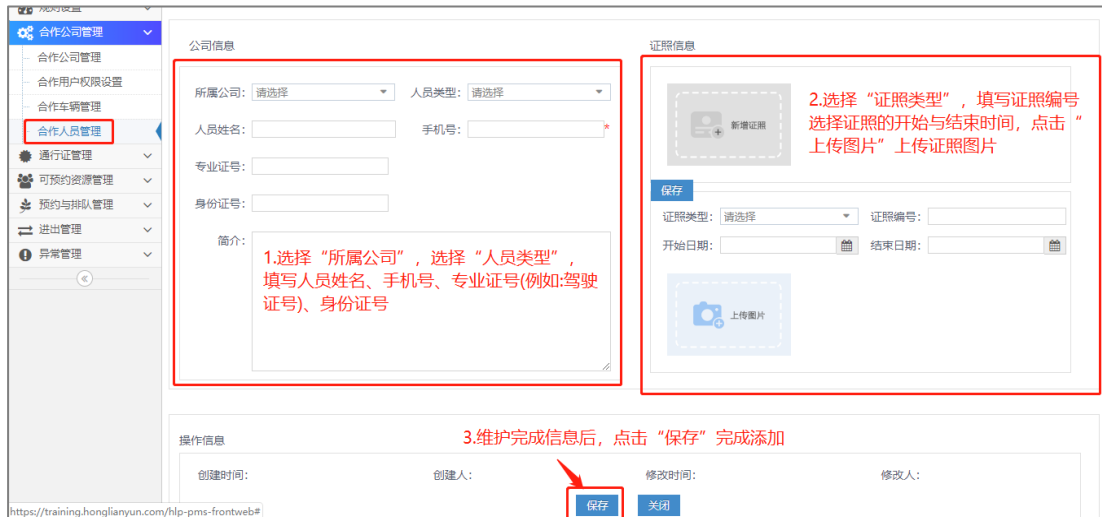 规则设置
合作公司管理
合作公司管理
合作用户权限设置
合作车辆管理
合作人员管理
通行证管理
可预约资源管理
预约与排队管理
进出管理
异常管理
公司信息
所属公司： 请选择 人员类型： 请选择
人员姓名： 手机号： *
专业证号：
身份证号：
简介：
1.选择“所属公司”，选择“人员类型”，
填写人员姓名、手机号、专业证号(例如:驾驶
证号)、身份证号
证照信息
新增证照
2.选择“证照类型”，填写证照编号
选择证照的开始与结束时间，点击“
上传图片”上传证照图片
保存
证照类型： 请选择 证照编号：
开始日期： 结束日期：
上传图片
操作信息
3.维护完成信息后，点击“保存”完成添加
创建时间： 创建人： 修改时间： 修改人：
保存 关闭
https://training.honglianyun.com/hlp-pms-frontweb#